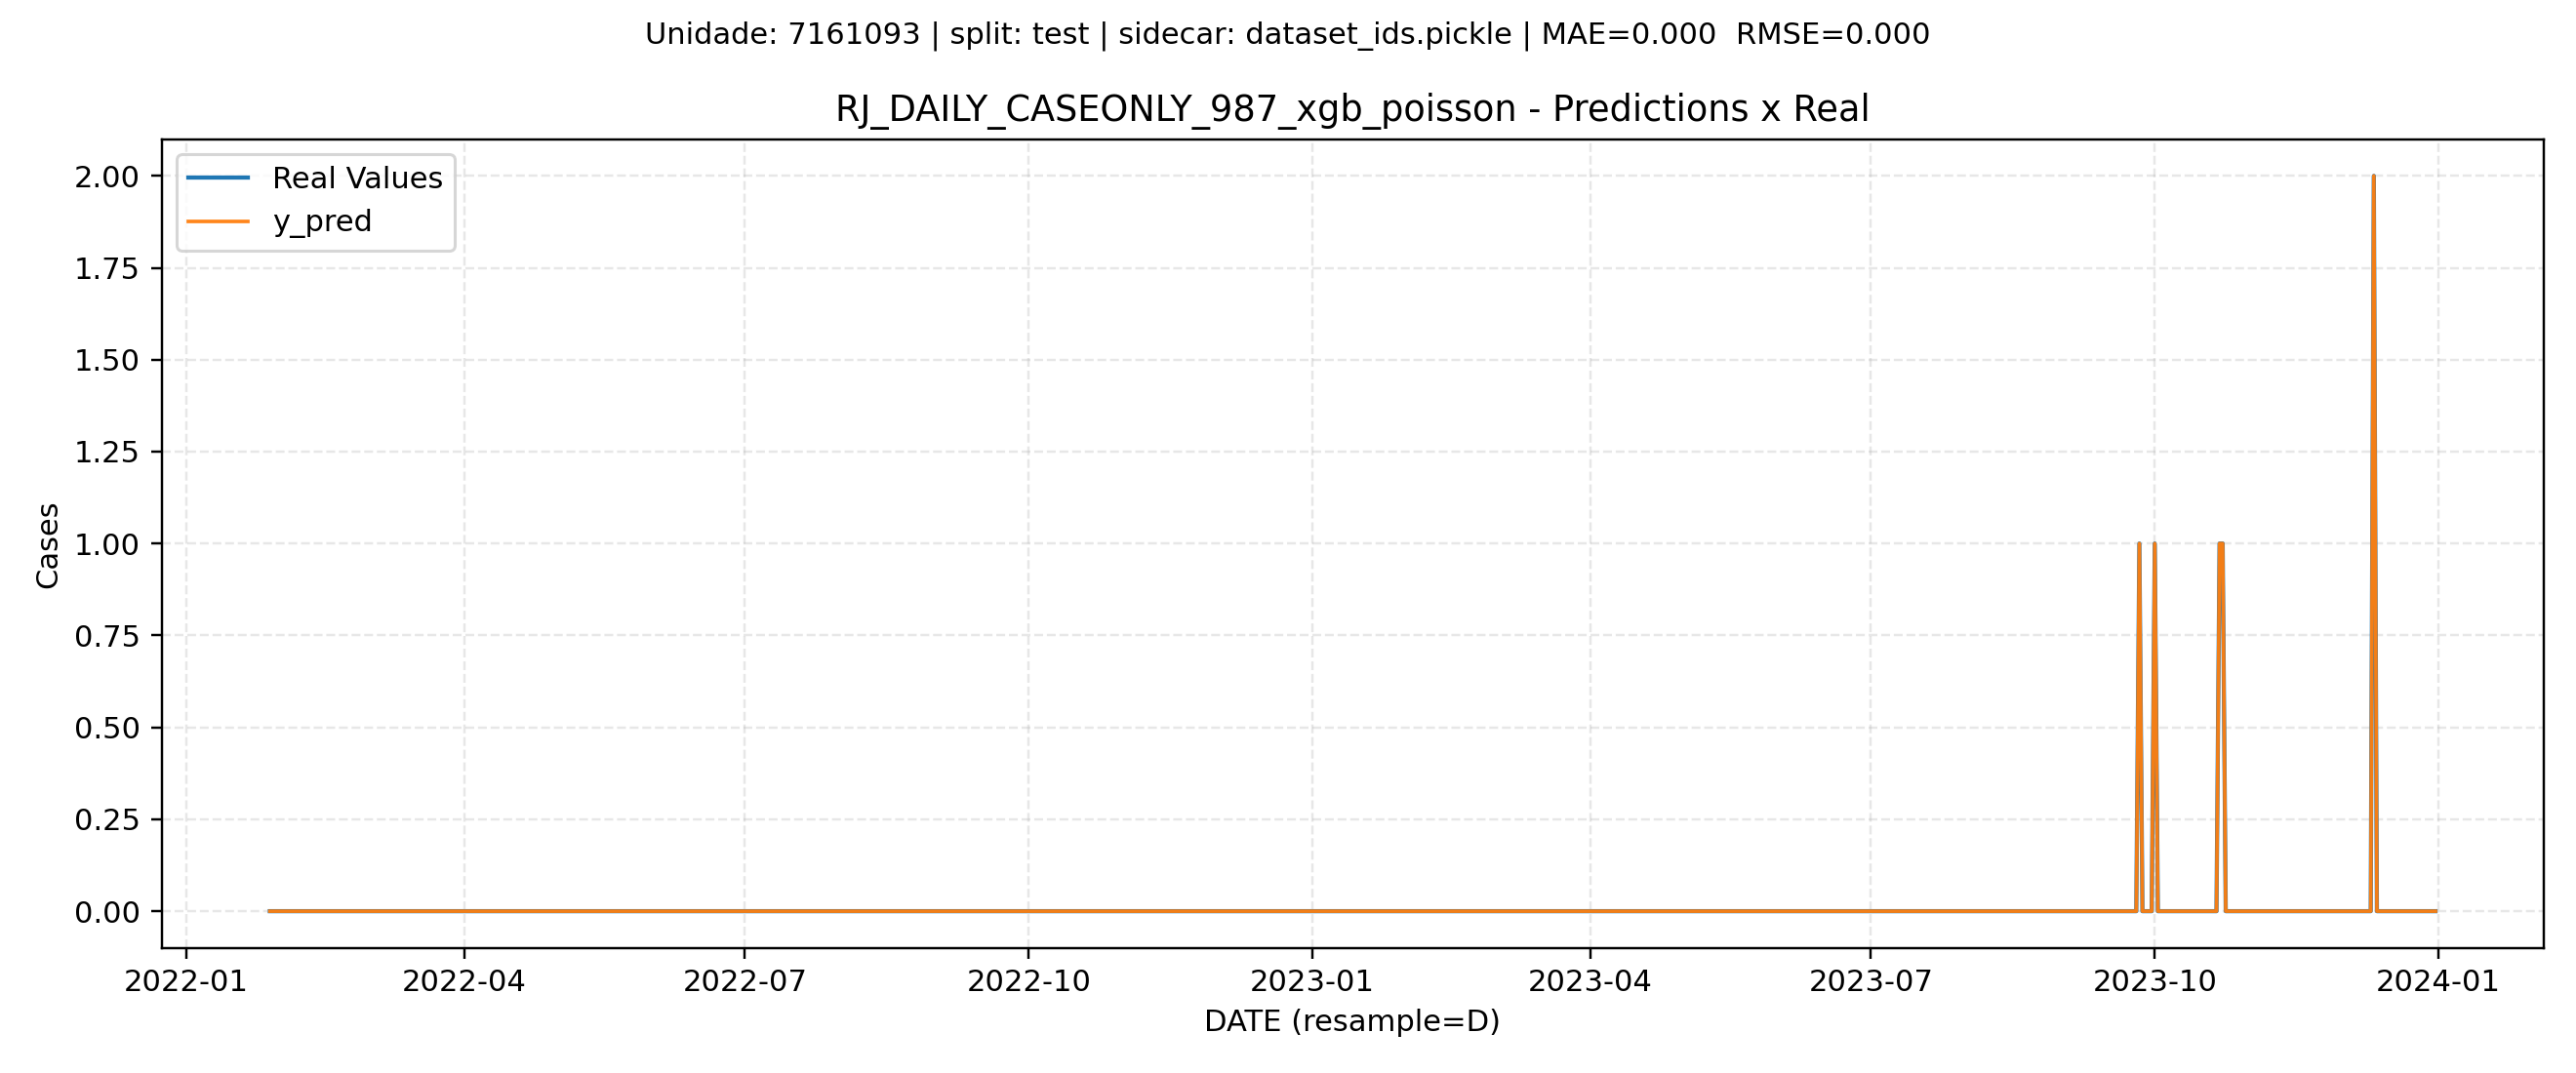 Unidade: 7161093 | split: test | sidecar: dataset_ids.pickle | MAE=0.000  RMSE=0.000
RJ_DAILY_CASEONLY_987_xgb_poisson - Predictions x Real
Real Values
y_pred
2.00
1.75
1.50
1.25
1.00
0.75
0.50
0.25
0.00
Cases
2022-01 2022-04 2022-07 2022-10 2023-01 2023-04 2023-07 2023-10 2024-01
DATE (resample=D)